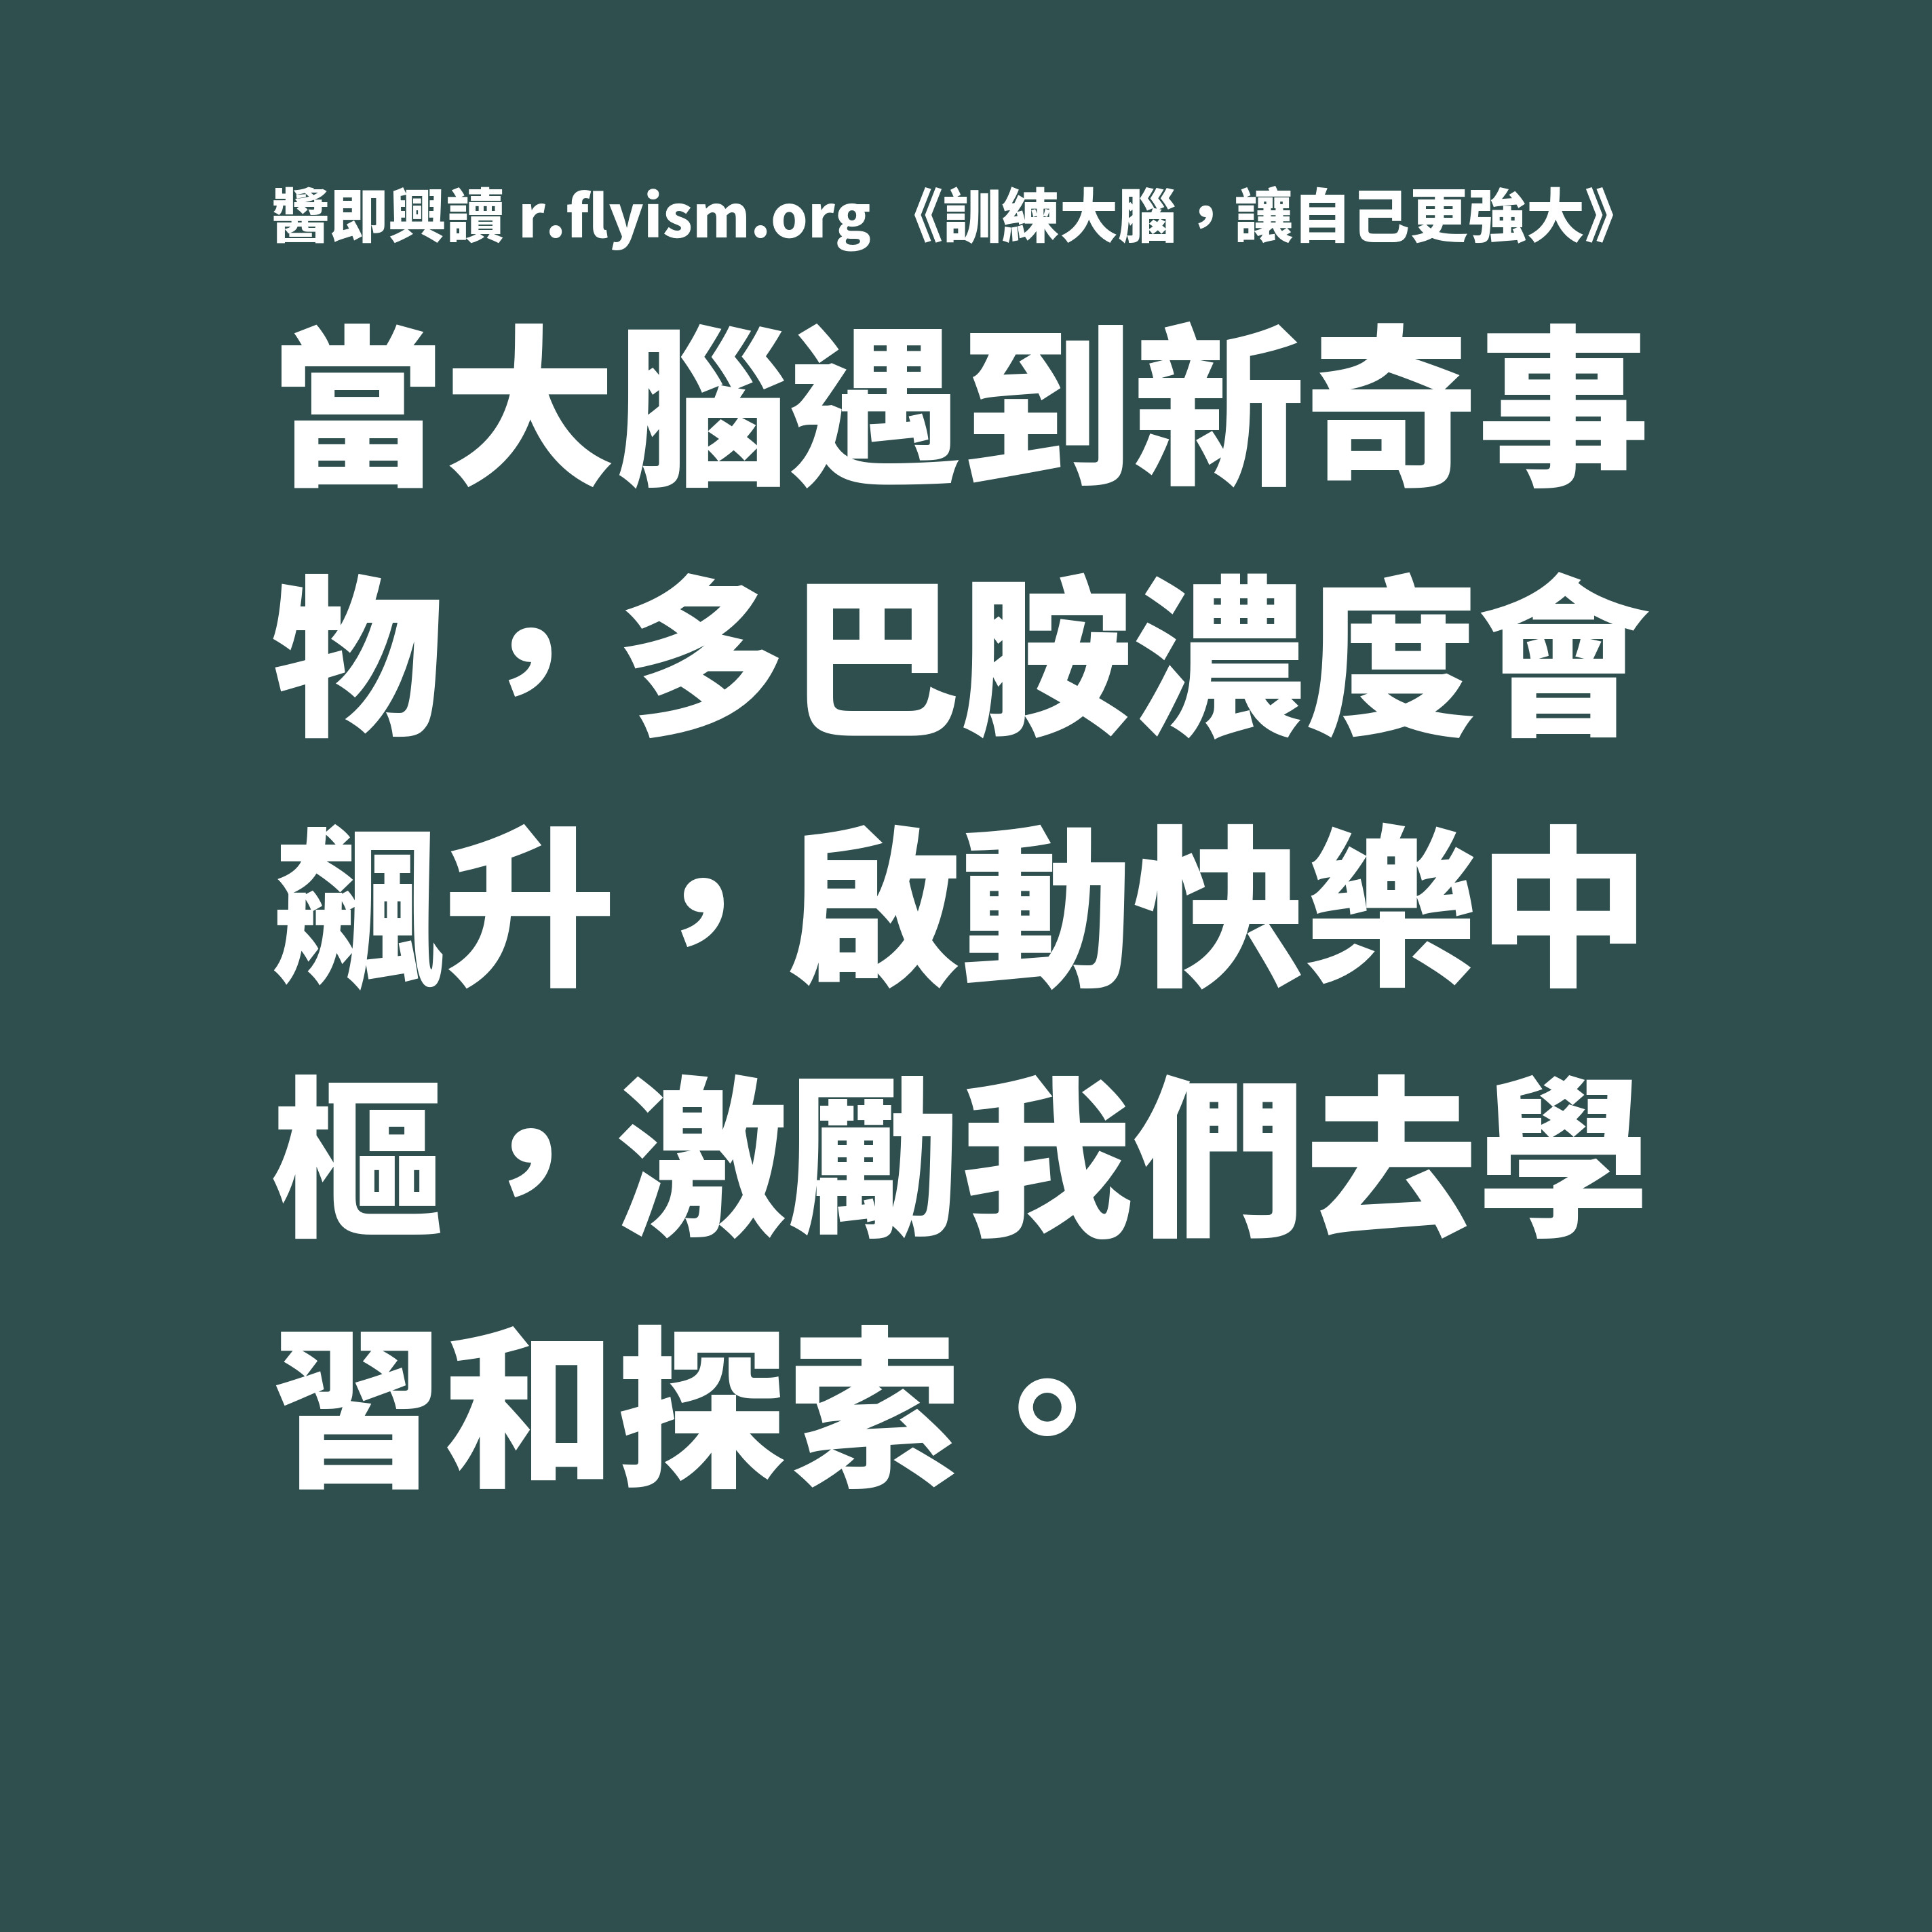 艷即興讀 r.flyism.org 《訓練大腦，讓自己更強大》
當大腦遇到新奇事
物，多巴胺濃度會
飆升，啟動快樂中
樞，激勵我們去學
習和探索。